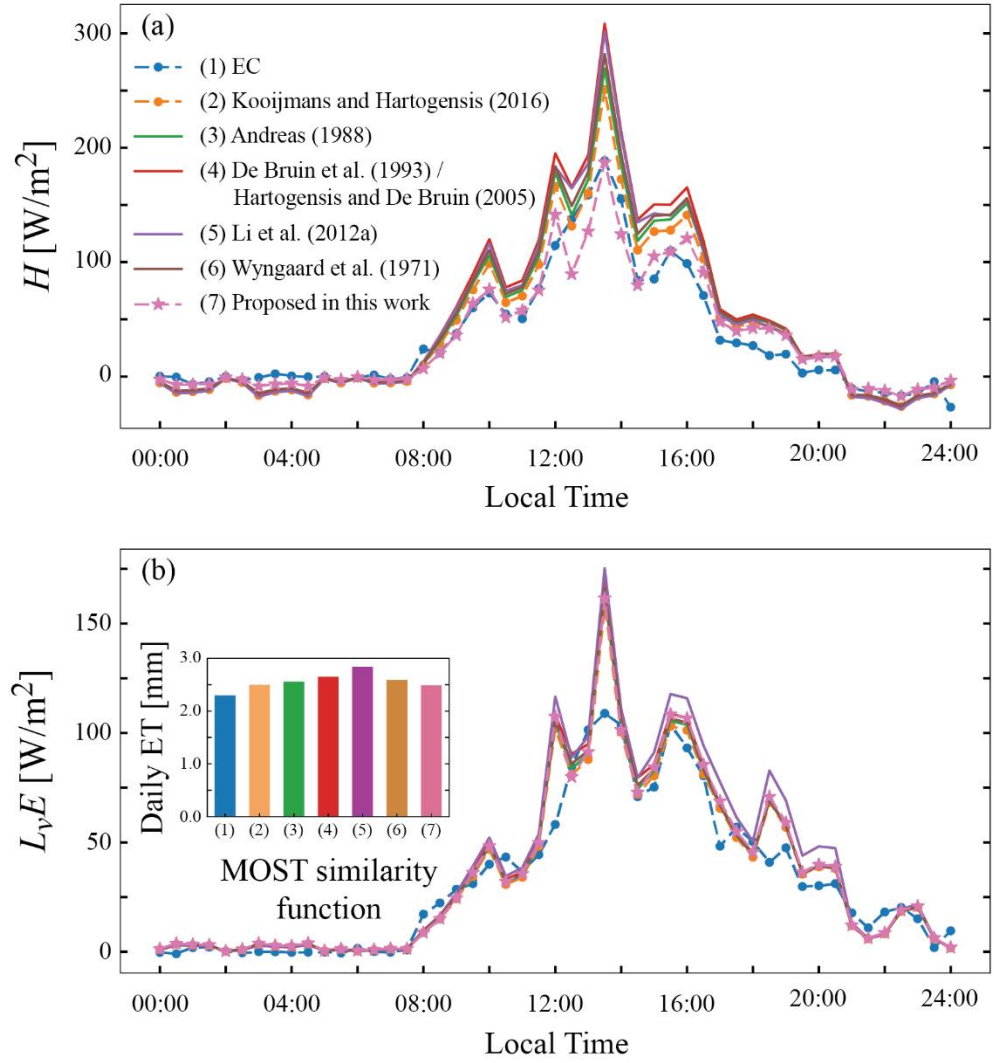 (a)
H [W/m²]
300
200
100
0
(1) EC
(2) Kooijmans and Hartogensis (2016)
(3) Andreas (1988)
(4) De Bruin et al. (1993) /
Hartogensis and De Bruin (2005)
(5) Li et al. (2012a)
(6) Wyngaard et al. (1971)
(7) Proposed in this work
00:00 04:00 08:00 12:00 16:00 20:00 24:00
Local Time
(b)
LᵥE [W/m²]
150
100
50
0
Daily ET [mm]
3.0
2.0
1.0
0.0
(1) (2) (3) (4) (5) (6) (7)
MOST similarity
function
00:00 04:00 08:00 12:00 16:00 20:00 24:00
Local Time